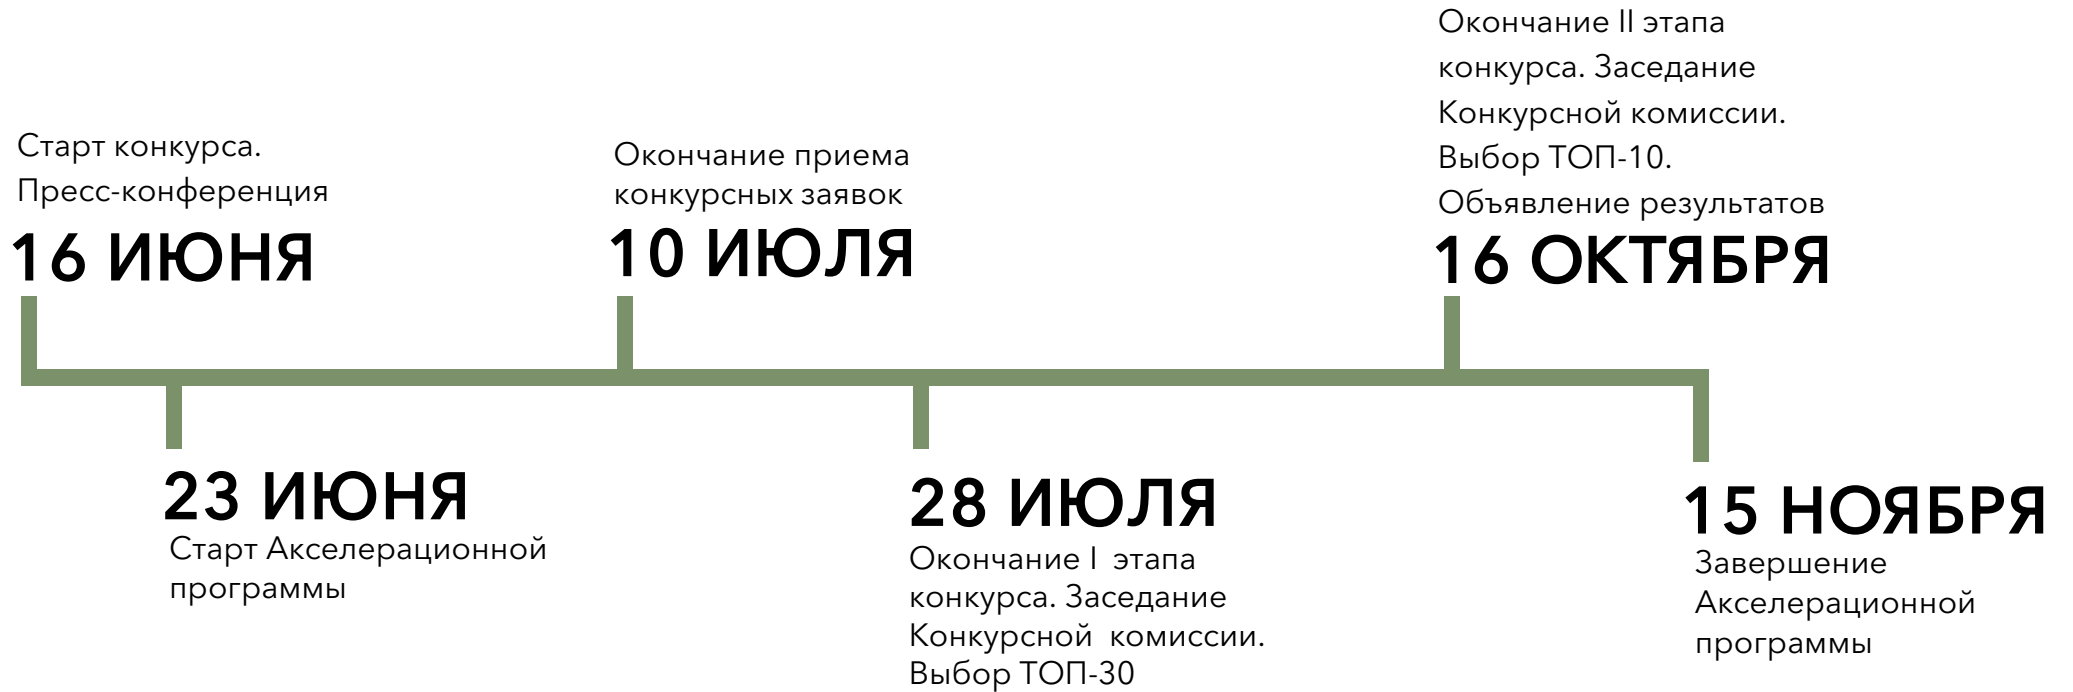 Старт конкурса.
Пресс-конференция
16 ИЮНЯ
23 ИЮНЯ
Старт Акселерационной
программы
Окончание приема
конкурсных заявок
10 ИЮЛЯ
28 ИЮЛЯ
Окончание I этапа
конкурса. Заседание
Конкурсной комиссии.
Выбор ТОП-30
Окончание II этапа
конкурса. Заседание
Конкурсной комиссии.
Выбор ТОП-10.
Объявление результатов
16 ОКТЯБРЯ
15 НОЯБРЯ
Завершение
Акселерационной
программы